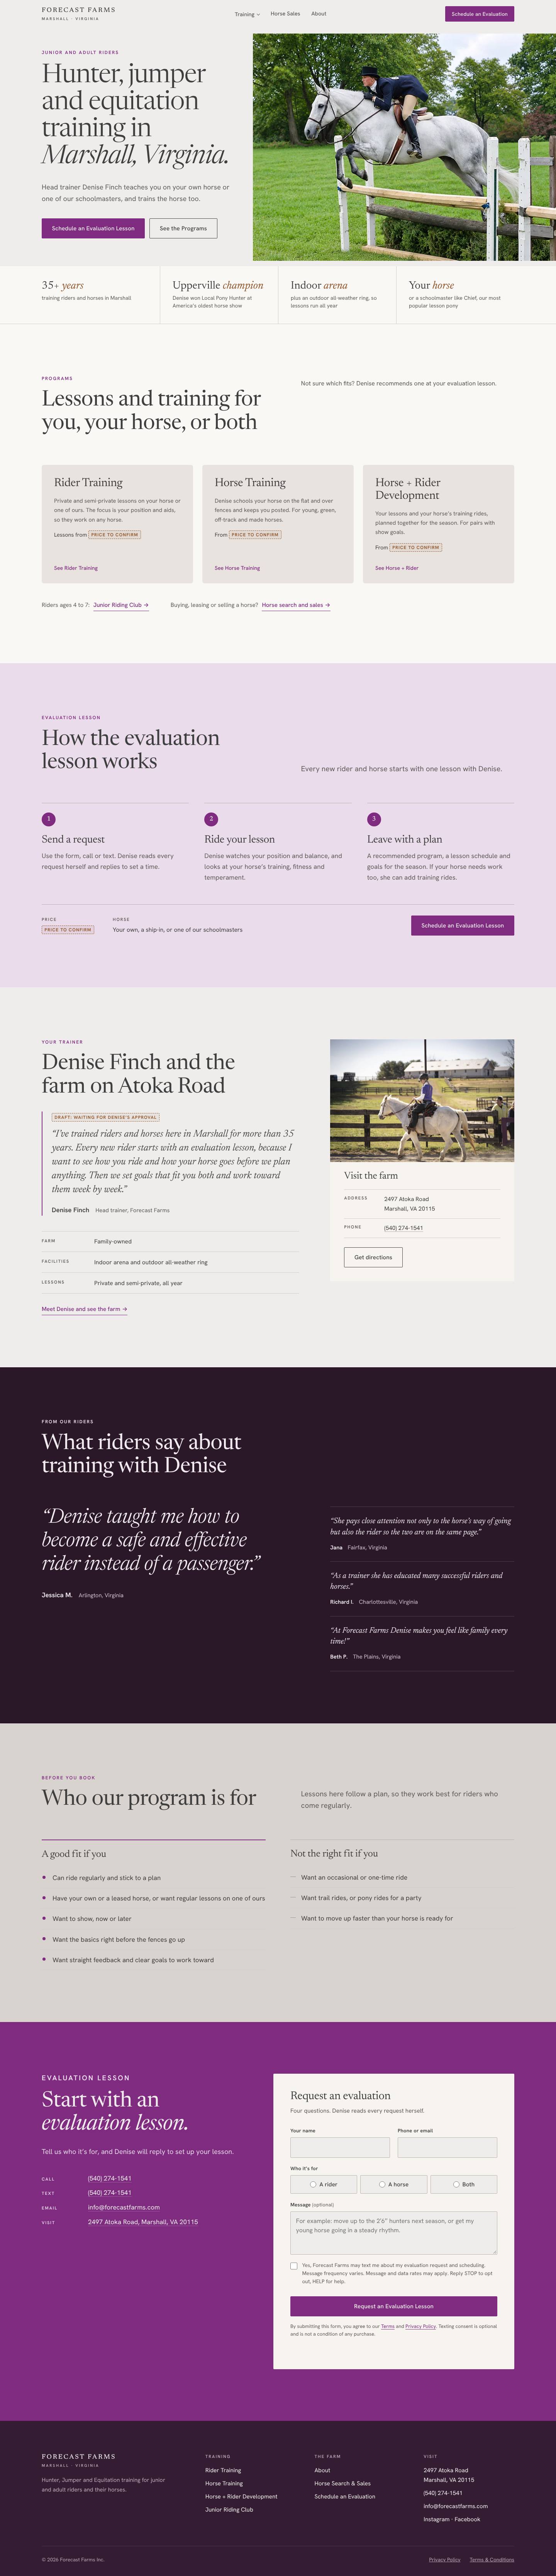 FORECAST FARMS
MARSHALL · VIRGINIA
Training
Horse Sales
About
Schedule an Evaluation
JUNIOR AND ADULT RIDERS
Hunter, jumper
and equitation
training in
Marshall, Virginia.
Head trainer Denise Finch teaches you on your own horse or
one of our schoolmasters, and trains the horse too.
Schedule an Evaluation Lesson
See the Programs
35+ years
training riders and horses in Marshall
Upperville champion
Denise won Local Pony Hunter at
America's oldest horse show
Indoor arena
plus an outdoor all-weather ring, so
lessons run all year
Your horse
or a schoolmaster like Chief, our most
popular lesson pony
PROGRAMS
Lessons and training for
you, your horse, or both
Not sure which fits? Denise recommends one at your evaluation lesson.
Rider Training
Private and semi-private lessons on your horse or
one of ours. The focus is your position and aids,
so they work on any horse.
Lessons from PRICE TO CONFIRM
See Rider Training
Horse Training
Denise schools your horse on the flat and over
fences and keeps you posted. For young, green,
off-track and made horses.
From PRICE TO CONFIRM
See Horse Training
Horse + Rider
Development
Your lessons and your horse's training rides,
planned together for the season. For pairs with
show goals.
From PRICE TO CONFIRM
See Horse + Rider
Riders ages 4 to 7: Junior Riding Club →
Buying, leasing or selling a horse? Horse search and sales →
EVALUATION LESSON
How the evaluation
lesson works
Every new rider and horse starts with one lesson with Denise.
1
Send a request
Use the form, call or text. Denise reads every
request herself and replies to set a time.
2
Ride your lesson
Denise watches your position and balance, and
looks at your horse's training, fitness and
temperament.
3
Leave with a plan
A recommended program, a lesson schedule and
goals for the season. If your horse needs work
too, she can add training rides.
PRICE
PRICE TO CONFIRM
HORSE
Your own, a ship-in, or one of our schoolmasters
Schedule an Evaluation Lesson
YOUR TRAINER
Denise Finch and the
farm on Atoka Road
DRAFT: WAITING FOR DENISE'S APPROVAL
“I've trained riders and horses here in Marshall for more than 35
years. Every new rider starts with an evaluation lesson, because I
want to see how you ride and how your horse goes before we plan
anything. Then we set goals that fit you both and work toward
them week by week.”
Denise Finch Head trainer, Forecast Farms
FARM
Family-owned
FACILITIES
Indoor arena and outdoor all-weather ring
LESSONS
Private and semi-private, all year
Meet Denise and see the farm →
Visit the farm
ADDRESS
2497 Atoka Road
Marshall, VA 20115
PHONE
(540) 274-1541
Get directions
FROM OUR RIDERS
What riders say about
training with Denise
“Denise taught me how to
become a safe and effective
rider instead of a passenger.”
Jessica M. Arlington, Virginia
“She pays close attention not only to the horse's way of going
but also the rider so the two are on the same page.”
Jana Fairfax, Virginia
“As a trainer she has educated many successful riders and
horses.”
Richard I. Charlottesville, Virginia
“At Forecast Farms Denise makes you feel like family every
time!”
Beth F. The Plains, Virginia
BEFORE YOU BOOK
Who our program is for
Lessons here follow a plan, so they work best for riders who
come regularly.
A good fit if you
Can ride regularly and stick to a plan
Have your own or a leased horse, or want regular lessons on one of ours
Want to show, now or later
Want the basics right before the fences go up
Want straight feedback and clear goals to work toward
Not the right fit if you
Want an occasional or one-time ride
Want trail rides, or pony rides for a party
Want to move up faster than your horse is ready for
EVALUATION LESSON
Start with an
evaluation lesson.
Tell us who it's for, and Denise will reply to set up your lesson.
CALL
(540) 274-1541
TEXT
(540) 274-1541
EMAIL
info@forecastfarms.com
VISIT
2497 Atoka Road, Marshall, VA 20115
Request an evaluation
Four questions. Denise reads every request herself.
Your name
Phone or email
Who it's for
A rider
A horse
Both
Message (optional)
For example: move up to the 2'6" hunters next season, or get my
young horse going in a steady rhythm.
Yes, Forecast Farms may text me about my evaluation request and scheduling.
Message frequency varies. Message and data rates may apply. Reply STOP to opt
out, HELP for help.
Request an Evaluation Lesson
By submitting this form, you agree to our Terms and Privacy Policy. Texting consent is optional
and is not a condition of any purchase.
FORECAST FARMS
MARSHALL · VIRGINIA
Hunter, Jumper and Equitation training for junior
and adult riders and their horses.
TRAINING
Rider Training
Horse Training
Horse + Rider Development
Junior Riding Club
THE FARM
About
Horse Search & Sales
Schedule an Evaluation
VISIT
2497 Atoka Road
Marshall, VA 20115
(540) 274-1541
info@forecastfarms.com
Instagram · Facebook
© 2026 Forecast Farms Inc.
Privacy Policy
Terms & Conditions